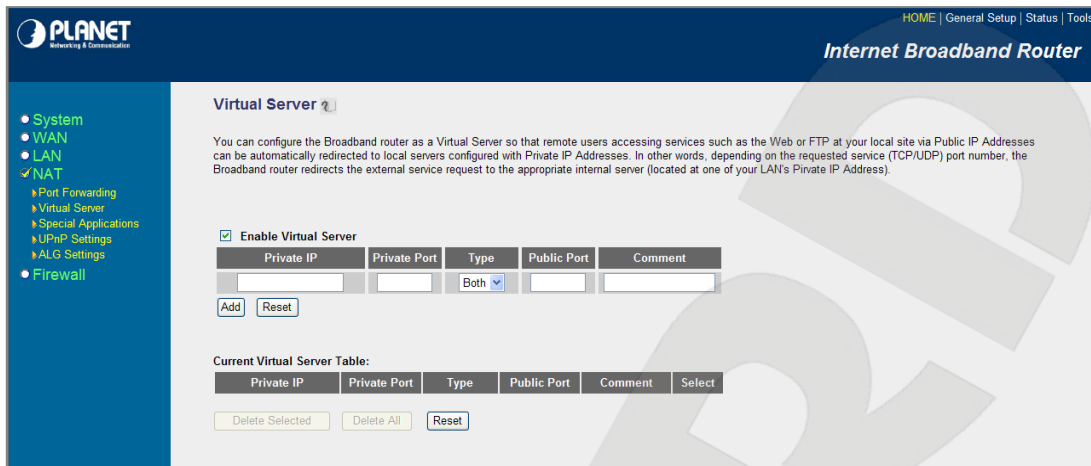 PLANET
Networking & Communication
HOME | General Setup | Status | Tools
Internet Broadband Router
System
WAN
LAN
NAT
Port Forwarding
Virtual Server
Special Applications
UPnP Settings
ALG Settings
Firewall
Virtual Server
You can configure the Broadband router as a Virtual Server so that remote users accessing services such as the Web or FTP at your local site via Public IP Addresses
can be automatically redirected to local servers configured with Private IP Addresses. In other words, depending on the requested service (TCP/UDP) port number, the
Broadband router redirects the external service request to the appropriate internal server (located at one of your LAN's Private IP Address).
Enable Virtual Server
Private IP Private Port Type Public Port Comment
Both
Add Reset
Current Virtual Server Table:
Private IP Private Port Type Public Port Comment Select
Delete Selected Delete All Reset